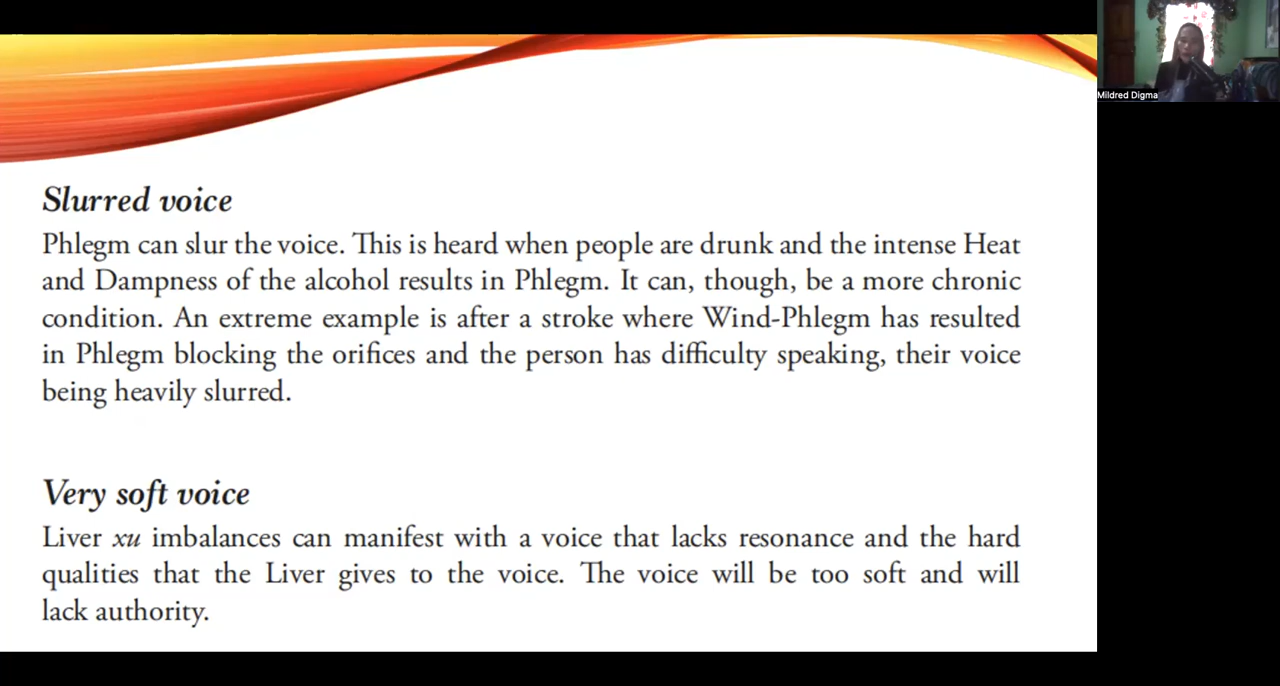 Mildred Digma
Slurred voice
Phlegm can slur the voice. This is heard when people are drunk and the intense Heat
and Dampness of the alcohol results in Phlegm. It can, though, be a more chronic
condition. An extreme example is after a stroke where Wind-Phlegm has resulted
in Phlegm blocking the orifices and the person has difficulty speaking, their voice
being heavily slurred.
Very soft voice
Liver xu imbalances can manifest with a voice that lacks resonance and the hard
qualities that the Liver gives to the voice. The voice will be too soft and will
lack authority.